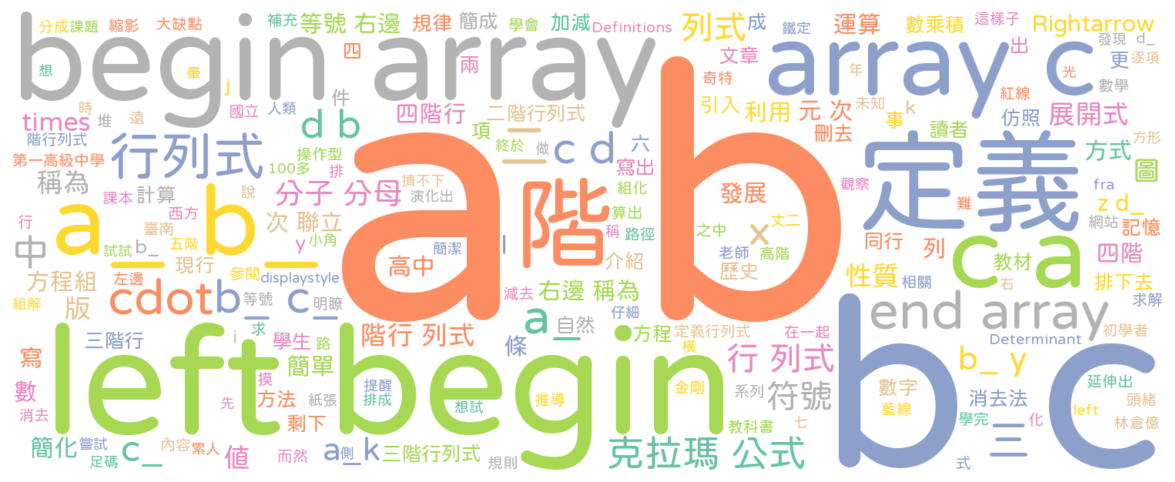 分成 課題 縮影 大缺點 補充 等號 右邊 規律 簡成 學會 加減 Definitions 列式 成 鐵定 運算 數乘積 這樣子 Rightarrow
begin array 四 兩 文章 出 發現 d_
想 暈 j 奇特 array c 年 更 光 逐項 數學
時 遠 國立 人類 件 四階行 二階行列式 引入 利用 元 次 未知 k 紅線 仿照 展開式
times 堆 d b 項 刪去 事 讀者
階行列式 行列式 操作型 終於 做 c d 六 定義 方式 方形
第一高級中學 100多 排 寫出 觀察 圖
稱為 課本 計算 分子 分母 擠不下 階 組化 發展 難 fra
演化出 a b z d_ 網站
行 臺南 西方 說 a_ b_ 次 聯立 算出 之中 × 丈二 記憶
中 試試 b_ y 小角 l 稱 路徑 老師 高階 同行 列 c a 四階
方程組 五階 現行 高中 簡潔 介紹 歷史 教材
左邊 參閱 displaystyle 性質 相關 排下去
組解 版 cdot b_ c_ 等號 明瞭 減去 右邊 稱為 右 求解
三階行 i 求 階行 列式 a_ 自然 仔細 end array 初學者
left begin 學生 路 條 方程 定義行列式 在一起 Determinant
寫 簡單 橫 行 列式 b c b_ y 延伸出
數 摸 方法 紙張 提醒 排成 想試 推導 金剛 系列 符號 數字 消去法 頭緒
消去 先 剩下 教科書 七 藍線 三 學完 化 left 林倉億
簡化 嘗試 c_ 內容 累人 值 a_k 側 三階行列式 克拉瑪 公式
足碼 而然 規則 式